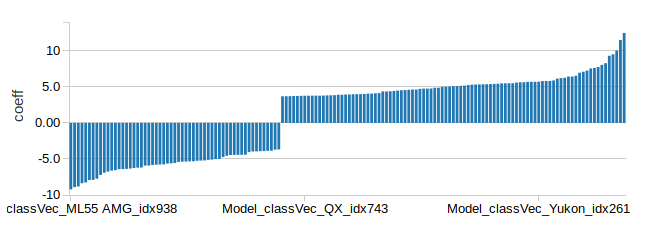 10
5.0
coeff
0.00
-5.0
-10
classVec_ML55 AMG_idx938 Model_classVec_QX_idx743 Model_classVec_Yukon_idx261